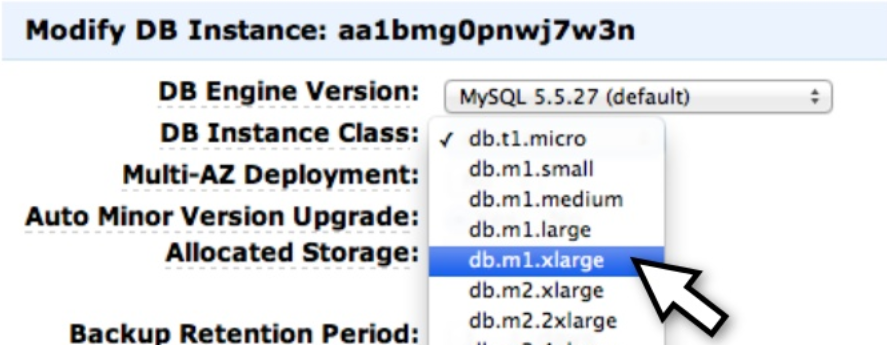 Modify DB Instance: aa1bmg0pnwj7w3n
DB Engine Version: MySQL 5.5.27 (default)
DB Instance Class: ✓ db.t1.micro
db.m1.small
Multi-AZ Deployment:
db.m1.medium
Auto Minor Version Upgrade:
db.m1.large
Allocated Storage:
db.m1.xlarge
db.m2.xlarge
db.m2.2xlarge
Backup Retention Period: